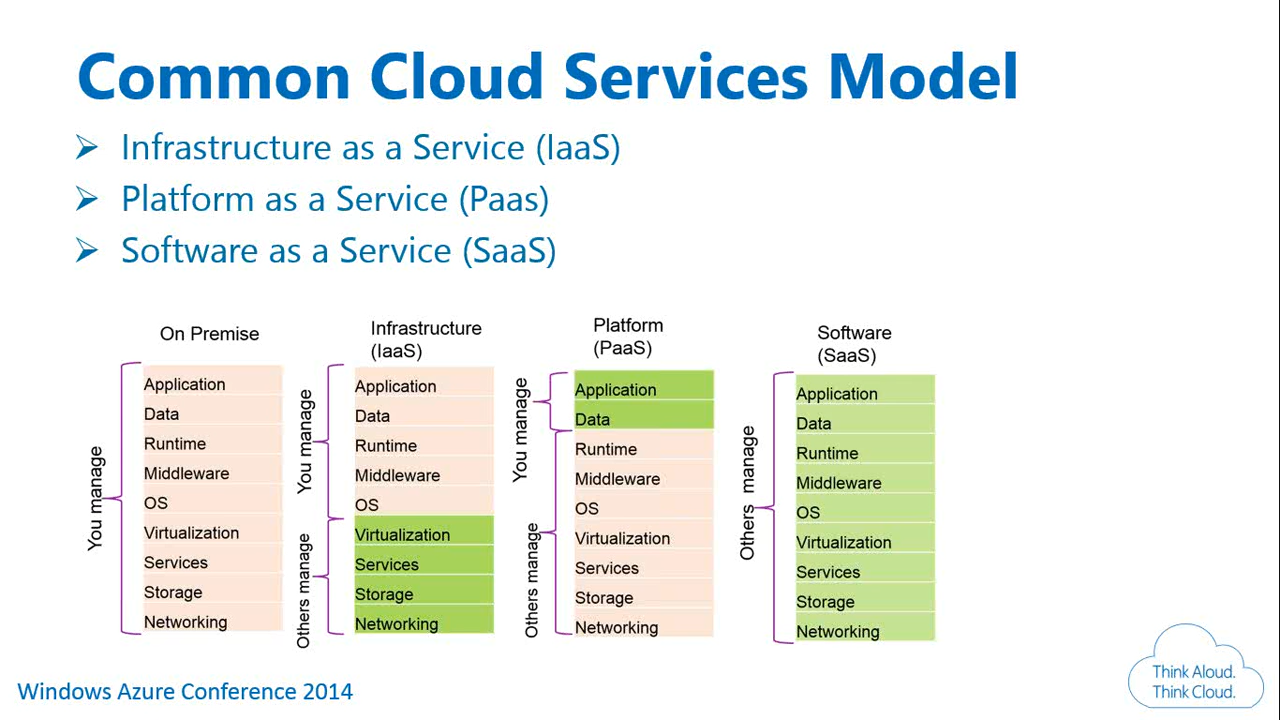 Common Cloud Services Model
Infrastructure as a Service (IaaS)
Platform as a Service (Paas)
Software as a Service (SaaS)
On Premise
You manage
Application
Data
Runtime
Middleware
OS
Virtualization
Services
Storage
Networking
Infrastructure
(IaaS)
You manage
Others manage
Application
Data
Runtime
Middleware
OS
Virtualization
Services
Storage
Networking
Platform
(PaaS)
You manage
Others manage
Application
Data
Runtime
Middleware
OS
Virtualization
Services
Storage
Networking
Software
(SaaS)
Others manage
Application
Data
Runtime
Middleware
OS
Virtualization
Services
Storage
Networking
Windows Azure Conference 2014
Think Aloud.
Think Cloud.